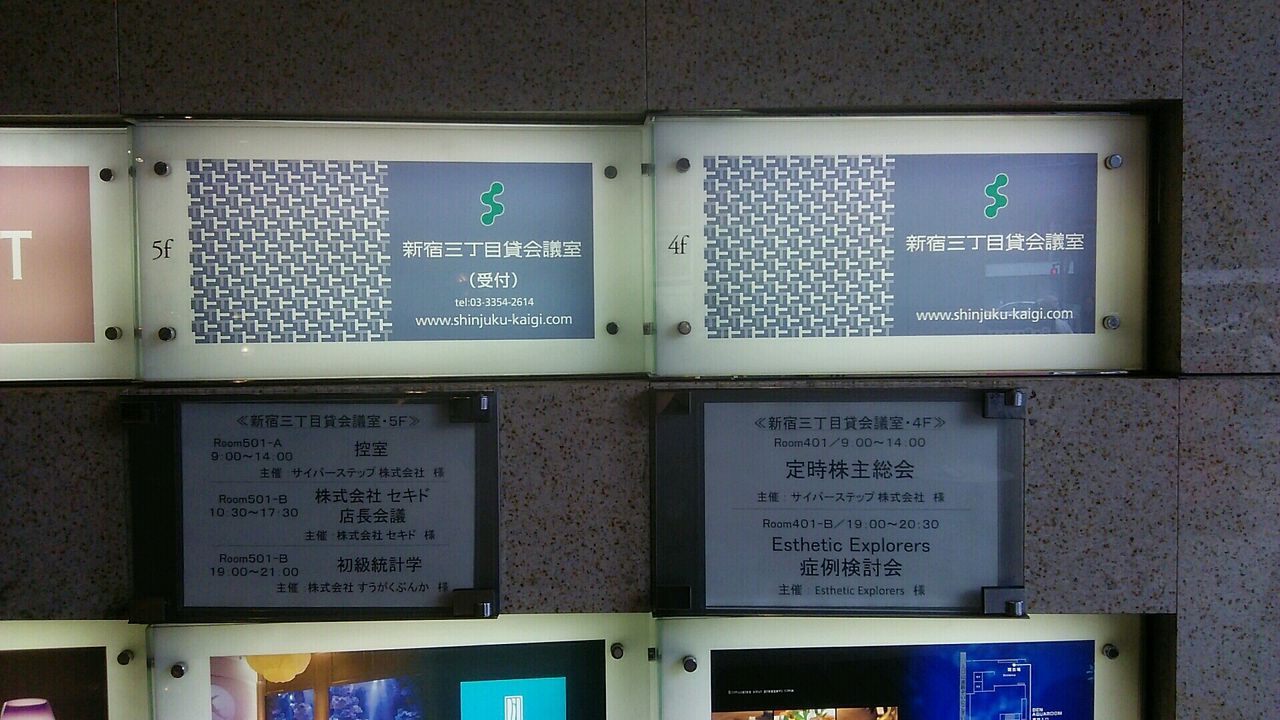 T
5f
新宿三丁目貸会議室
(受付)
tel:03-3354-2614
www.shinjuku-kaigi.com
4f
新宿三丁目貸会議室
www.shinjuku-kaigi.com
≪新宿三丁目貸会議室・5F≫
Room501-A
9:00〜14:00
控室
主催:サイバーステップ 株式会社 様
Room501-B
10:30〜17:30
株式会社 セキド
店長会議
主催:株式会社 セキド 様
Room501-B
19:00〜21:00
初級統計学
主催:株式会社 すうがくぶんか 様
≪新宿三丁目貸会議室・4F≫
Room401/9:00〜14:00
定時株主総会
主催:サイバーステップ 株式会社 様
Room401-B/19:00〜20:30
Esthetic Explorers
症例検討会
主催:Esthetic Explorers 様